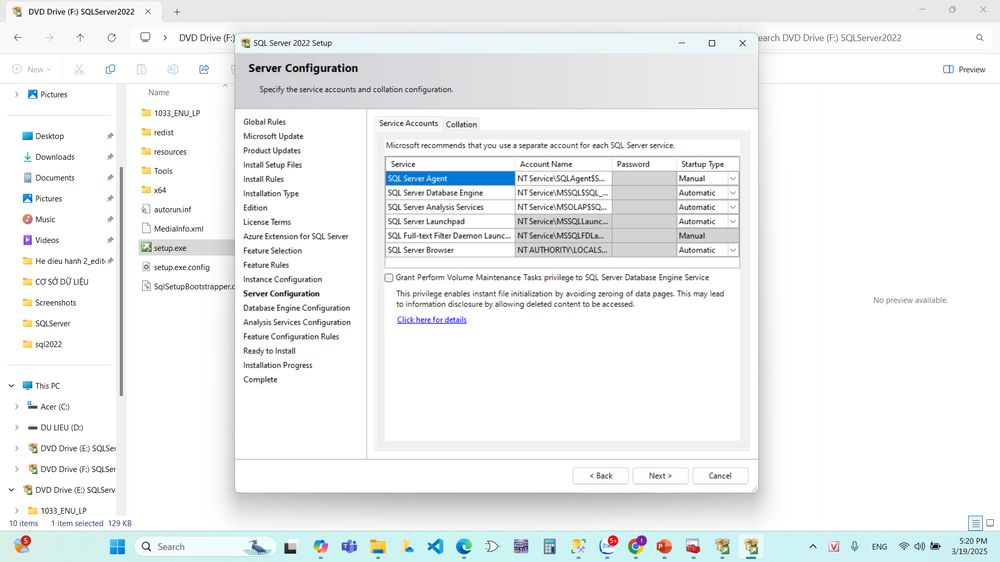 DVD Drive (F:) SQLServer2022
DVD Drive (F:)
earch DVD Drive (F:) SQLServer2022
New
Preview
Pictures
Desktop
Downloads
Documents
Pictures
Music
Videos
He dieu hanh 2_edit
CƠ SỞ DỮ LIỆU
Screenshots
SQLServer
sql2022
This PC
Acer (C:)
DU LIEU (D:)
DVD Drive (E:) SQLSer
DVD Drive (F:) SQLSer
DVD Drive (E:) SQLServ
1033_ENU_LP
Name
1033_ENU_LP
redist
resources
Tools
x64
autorun.inf
MediaInfo.xml
setup.exe
setup.exe.config
SqlSetupBootstrapper.c
SQL Server 2022 Setup
Server Configuration
Specify the service accounts and collation configuration.
Global Rules
Microsoft Update
Product Updates
Install Setup Files
Install Rules
Installation Type
Edition
License Terms
Azure Extension for SQL Server
Feature Selection
Feature Rules
Instance Configuration
Server Configuration
Database Engine Configuration
Analysis Services Configuration
Feature Configuration Rules
Ready to Install
Installation Progress
Complete
Service Accounts Collation
Microsoft recommends that you use a separate account for each SQL Server service.
Service Account Name Password Startup Type
SQL Server Agent NT Service\SQLAgent$S... Manual
SQL Server Database Engine NT Service\MSSQL$SQL_... Automatic
SQL Server Analysis Services NT Service\MSOLAP$SQ... Automatic
SQL Server Launchpad NT Service\MSSQLLaunc... Automatic
SQL Full-text Filter Daemon Launc... NT Service\MSSQLFDLa... Manual
SQL Server Browser NT AUTHORITY\LOCALS... Automatic
Grant Perform Volume Maintenance Tasks privilege to SQL Server Database Engine Service
This privilege enables instant file initialization by avoiding zeroing of data pages. This may lead
to information disclosure by allowing deleted content to be accessed.
Click here for details
< Back Next > Cancel
No preview available.
10 items 1 item selected 129 KB
5
Search
5+
t
ENG
5:20 PM
3/19/2025